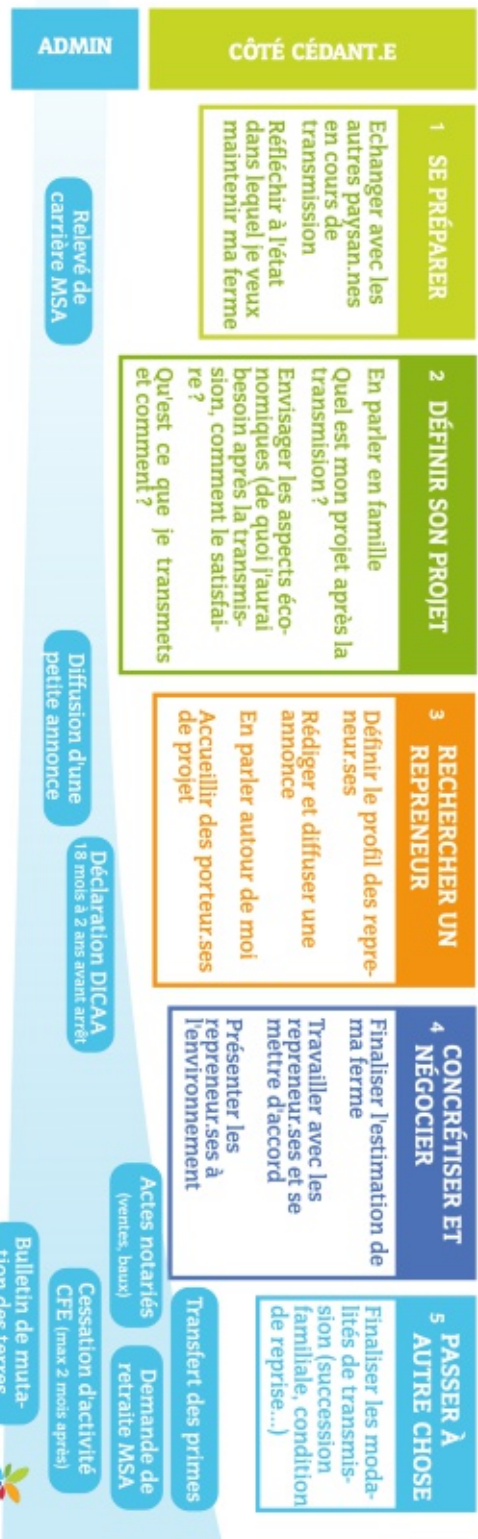 CÔTÉ CÉDANT.E
1 SE PRÉPARER
Echanger avec les
autres paysan.nes
en cours de
transmission
Réfléchir à l'état
dans lequel je veux
maintenir ma ferme
2 DÉFINIR SON PROJET
En parler en famille
Quel est mon projet après la
transmision ?
Envisager les aspects éco-
nomiques (de quoi j'aurai
besoin après la transmis-
sion, comment le satisfai-
re ?
Qu'est ce que je transmets
et comment ?
3 RECHERCHER UN
REPRENEUR
Définir le profil des repre-
neur.ses
Rédiger et diffuser une
annonce
En parler autour de moi
Accueillir des porteur.ses
de projet
4 CONCRÉTISER ET
NÉGOCIER
Finaliser l'estimation de
ma ferme
Travailler avec les
repreneur.ses et se
mettre d'accord
Présenter les
repreneur.ses à
l'environnement
5 PASSER À
AUTRE CHOSE
Finaliser les moda-
lités de transmis-
sion (succession
familiale, condition
de reprise...)
ADMIN
Relevé de
carrière MSA
Diffusion d'une
petite annonce
Déclaration DICAA
18 mois à 2 ans avant arrêt
Actes notariés
(ventes, baux)
Transfert des primes
Demande de
retraite MSA
Cessation d'activité
CFE (max 2 mois après)
Bulletin de muta-
tion des terres